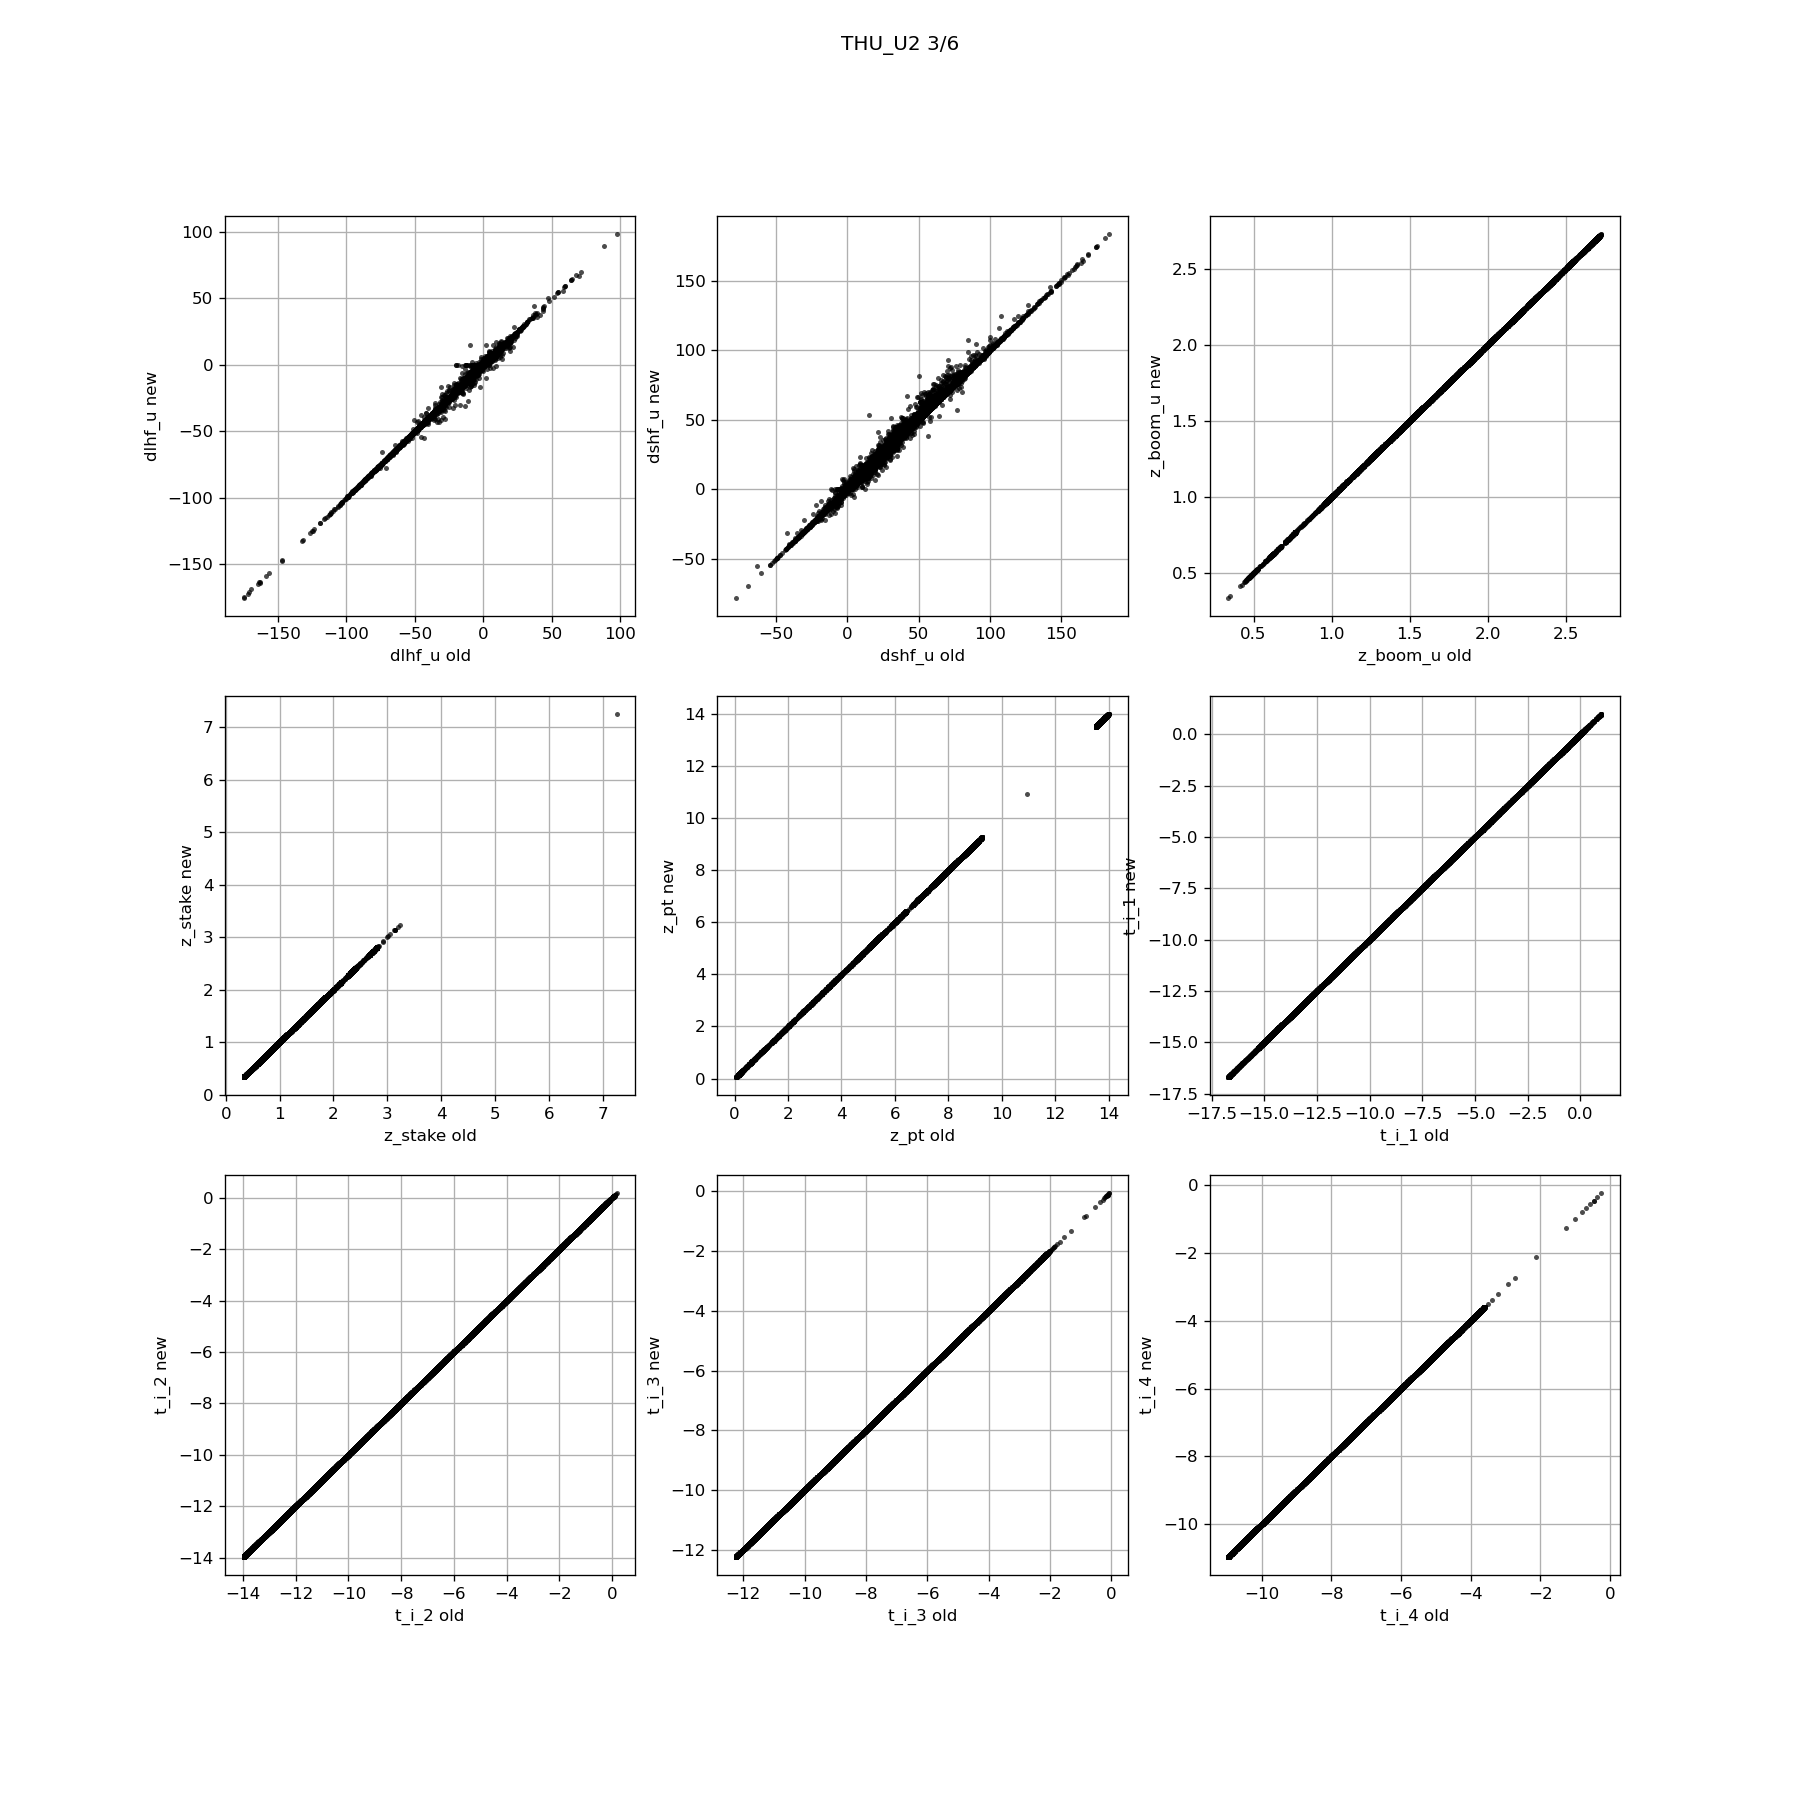 THU_U2 3/6
100
50
0
−50
−100
−150
dlhf_u new
−150 −100 −50 0 50 100
dlhf_u old
150
100
50
0
−50
dshf_u new
−50 0 50 100 150
dshf_u old
2.5
2.0
1.5
1.0
0.5
z_boom_u new
0.5 1.0 1.5 2.0 2.5
z_boom_u old
7
6
5
4
3
2
1
0
z_stake new
0 1 2 3 4 5 6 7
z_stake old
14
12
10
8
6
4
2
0
z_pt new
0 2 4 6 8 10 12 14
z_pt old
0.0
−2.5
−5.0
−7.5
−10.0
−12.5
−15.0
−17.5
t_i_1 new
−17.5 −15.0 −12.5 −10.0 −7.5 −5.0 −2.5 0.0
t_i_1 old
0
−2
−4
−6
−8
−10
−12
−14
t_i_2 new
−14 −12 −10 −8 −6 −4 −2 0
t_i_2 old
0
−2
−4
−6
−8
−10
−12
t_i_3 new
−12 −10 −8 −6 −4 −2 0
t_i_3 old
0
−2
−4
−6
−8
−10
t_i_4 new
−10 −8 −6 −4 −2 0
t_i_4 old